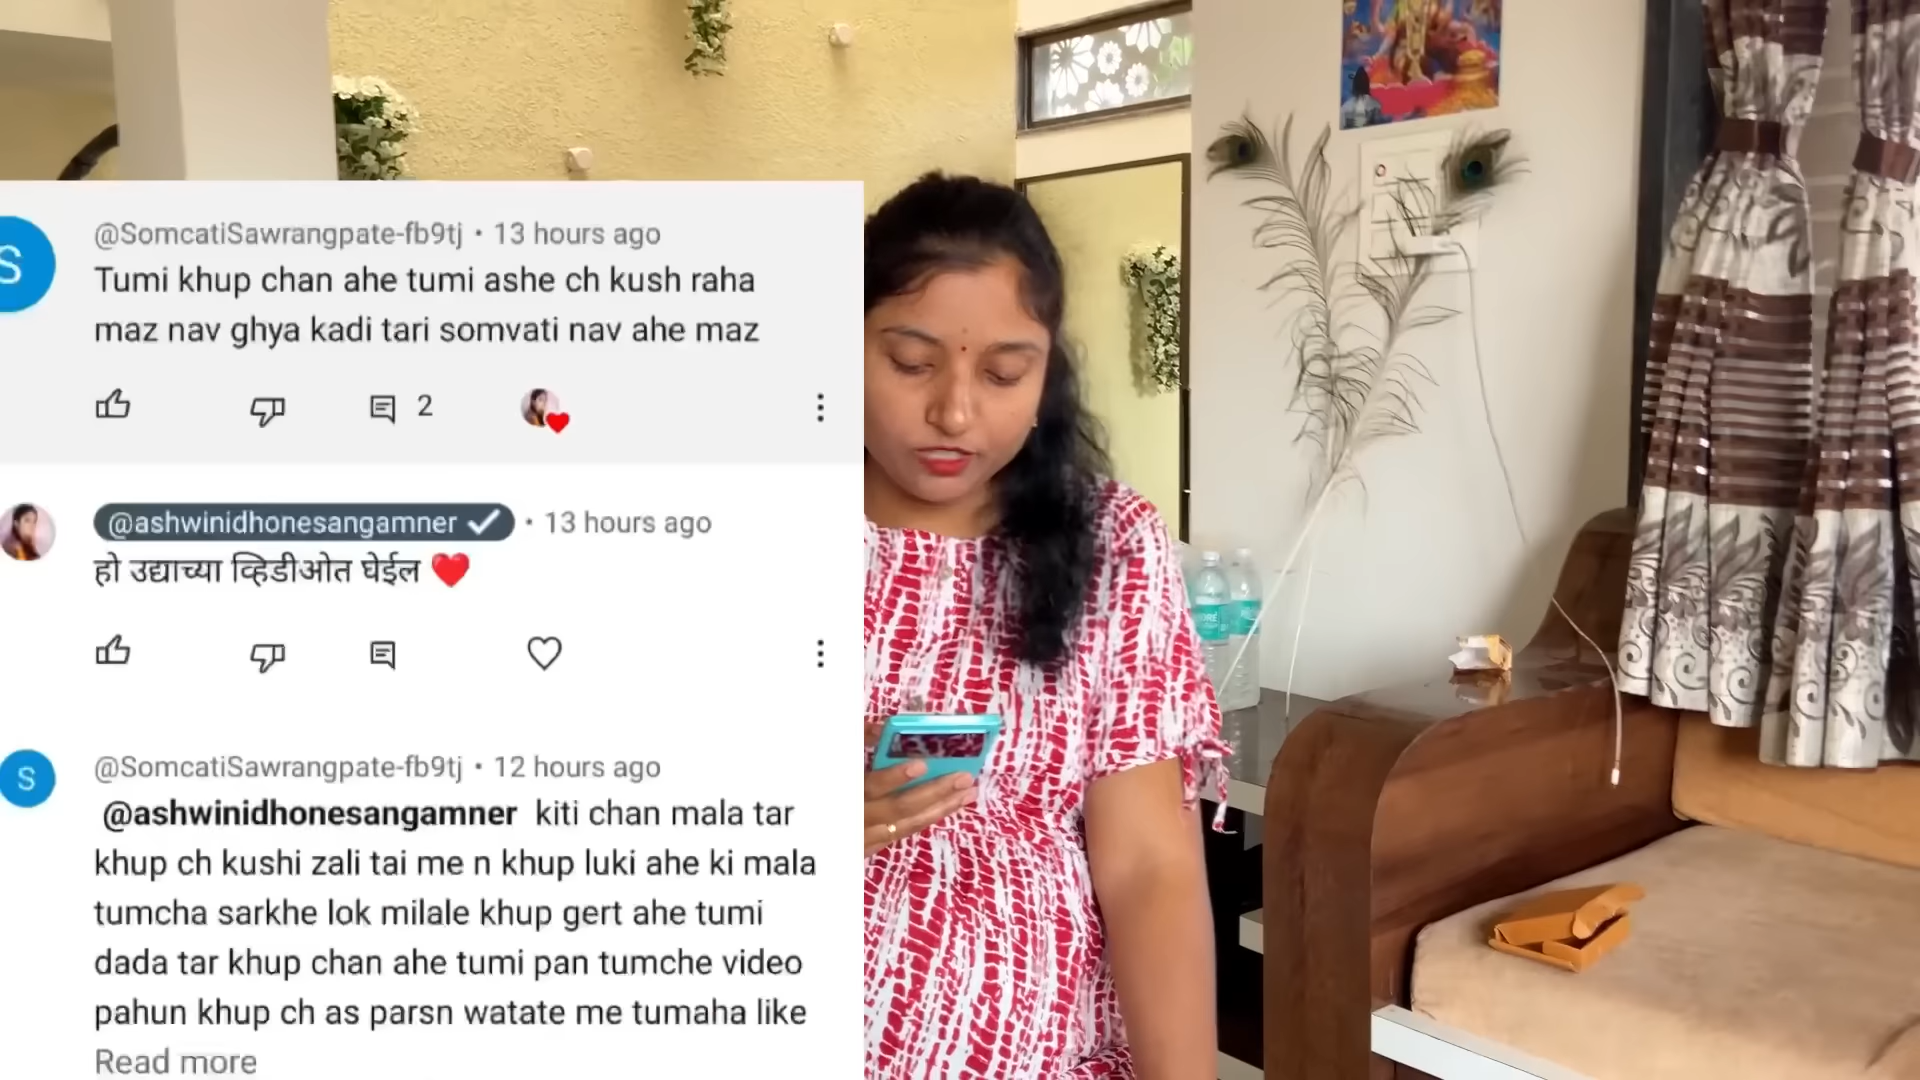 S
@SomcatiSawrangpate-fb9tj • 13 hours ago
Tumi khup chan ahe tumi ashe ch kush raha
maz nav ghya kadi tari somvati nav ahe maz
2
@ashwinidhonesangamner • 13 hours ago
हो उद्याच्या व्हिडीओत घेईल ❤️
S
@SomcatiSawrangpate-fb9tj • 12 hours ago
@ashwinidhonesangamner kiti chan mala tar
khup ch kushi zali tai me n khup luki ahe ki mala
tumcha sarkhe lok milale khup gert ahe tumi
dada tar khup chan ahe tumi pan tumche video
pahun khup ch as parsn watate me tumaha like
Read more